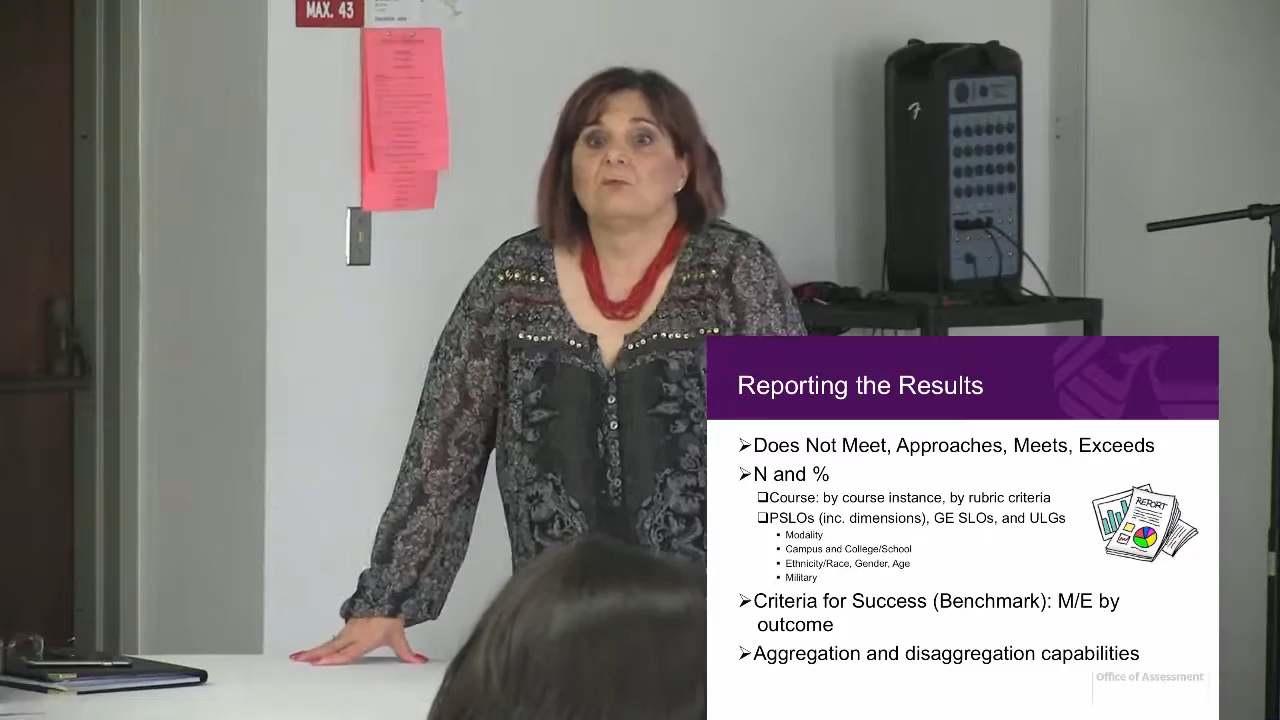 MAX. 43
Reporting the Results
➢Does Not Meet, Approaches, Meets, Exceeds
➢N and %
❑Course: by course instance, by rubric criteria
❑PSLOs (inc. dimensions), GE SLOs, and ULGs
▪ Modality
▪ Campus and College/School
▪ Ethnicity/Race, Gender, Age
▪ Military
REPORT
➢Criteria for Success (Benchmark): M/E by
outcome
➢Aggregation and disaggregation capabilities
Office of Assessment